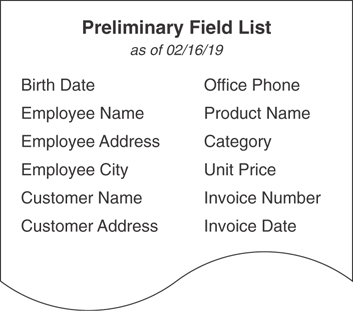 Preliminary Field List
as of 02/16/19
Birth Date
Employee Name
Employee Address
Employee City
Customer Name
Customer Address
Office Phone
Product Name
Category
Unit Price
Invoice Number
Invoice Date